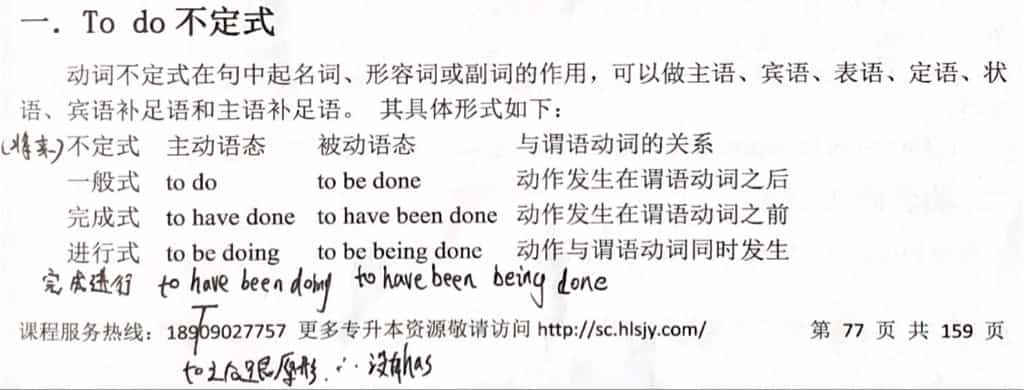 一. To do 不定式
动词不定式在句中起名词、形容词或副词的作用，可以做主语、宾语、表语、定语、状
语、宾语补足语和主语补足语。 其具体形式如下：
(将来) 不定式 主动语态 被动语态 与谓语动词的关系
一般式 to do to be done 动作发生在谓语动词之后
完成式 to have done to have been done 动作发生在谓语动词之前
进行式 to be doing to be being done 动作与谓语动词同时发生
完成进行 to have been doing to have been being done
课程服务热线：18909027757 更多专升本资源敬请访问 http://sc.hlsjy.com/ 第 77 页 共 159 页
to之后是原形 ∴ 没有has